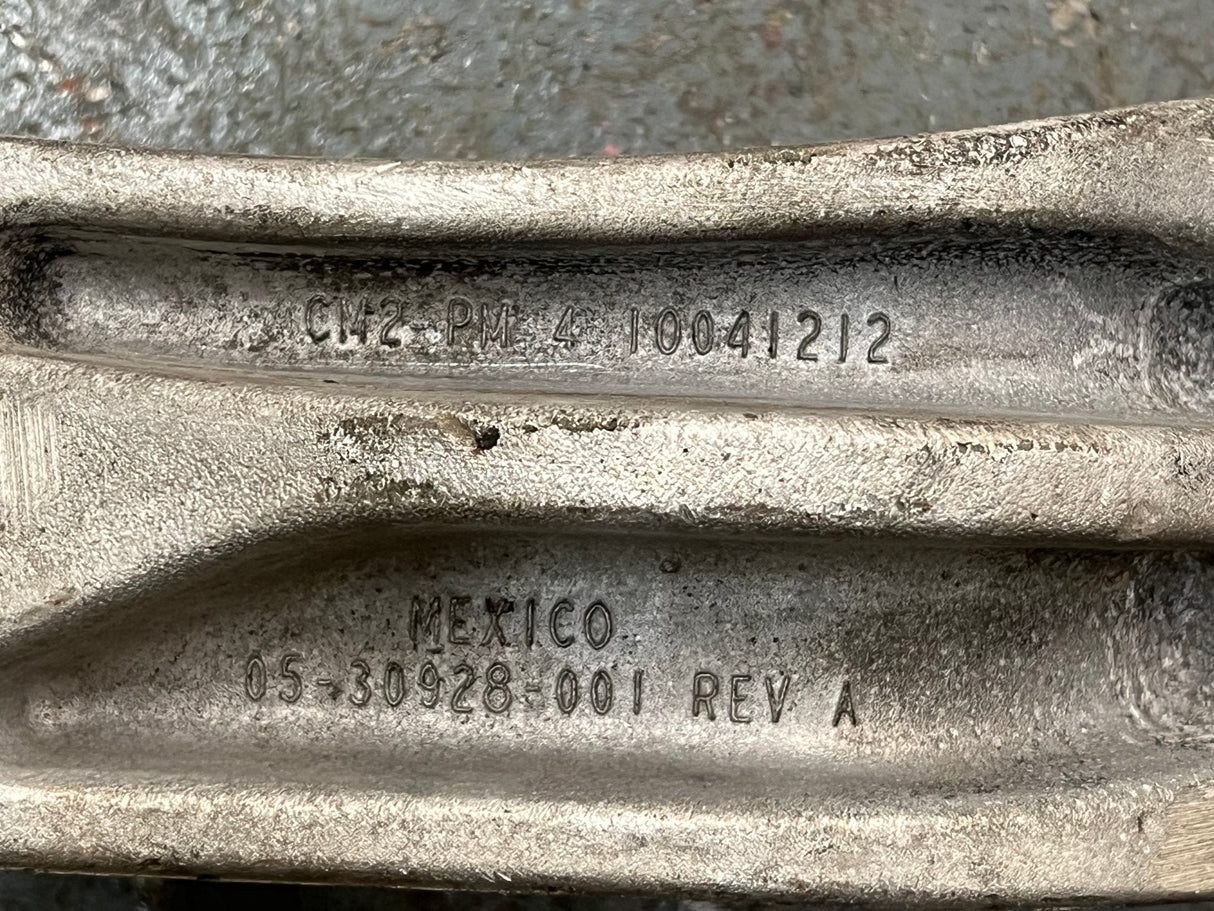 CM2-PM 4 10041212
MEXICO
05-30928-001 REV A